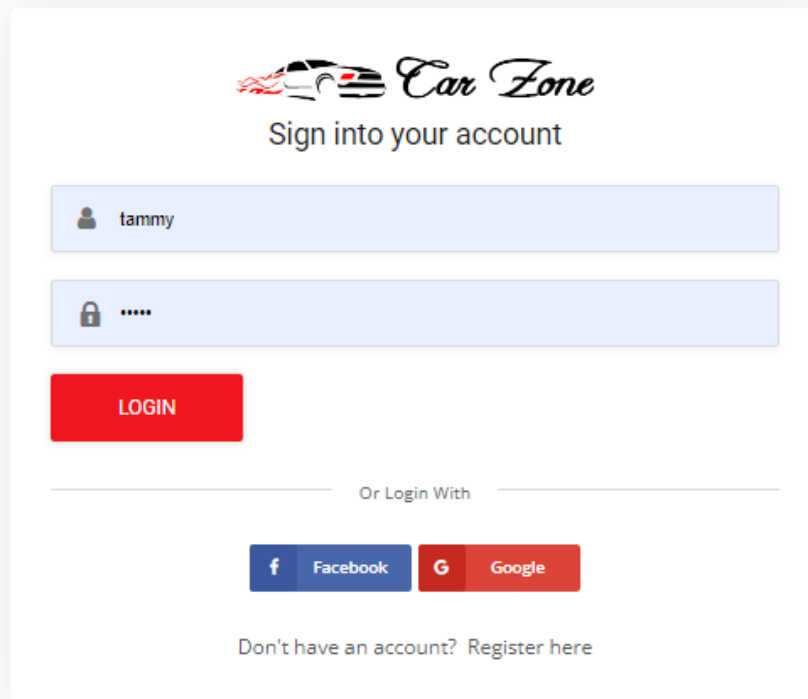 Car Zone
Sign into your account
tammy
•••••
LOGIN
Or Login With
f Facebook G Google
Don't have an account? Register here